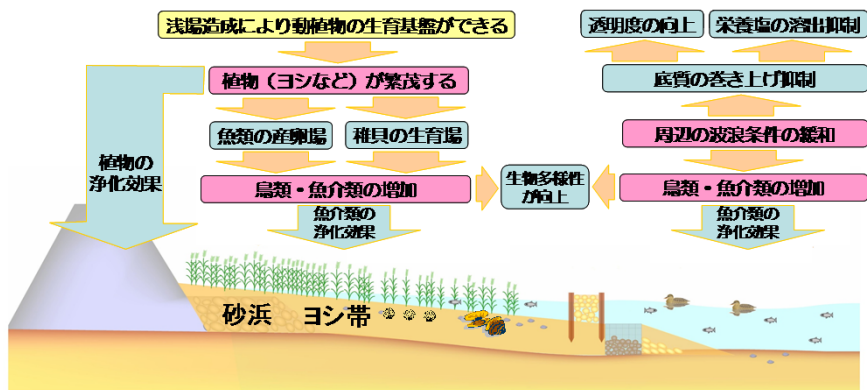 浅場造成により動植物の生育基盤ができる
植物（ヨシなど）が繁茂する
魚類の産卵場
稚貝の生育場
鳥類・魚介類の増加
魚介類の
浄化効果
植物の
浄化効果
生物多様性
が向上
透明度の向上
栄養塩の溶出抑制
底質の巻き上げ抑制
周辺の波浪条件の緩和
鳥類・魚介類の増加
魚介類の
浄化効果
砂浜
ヨシ帯